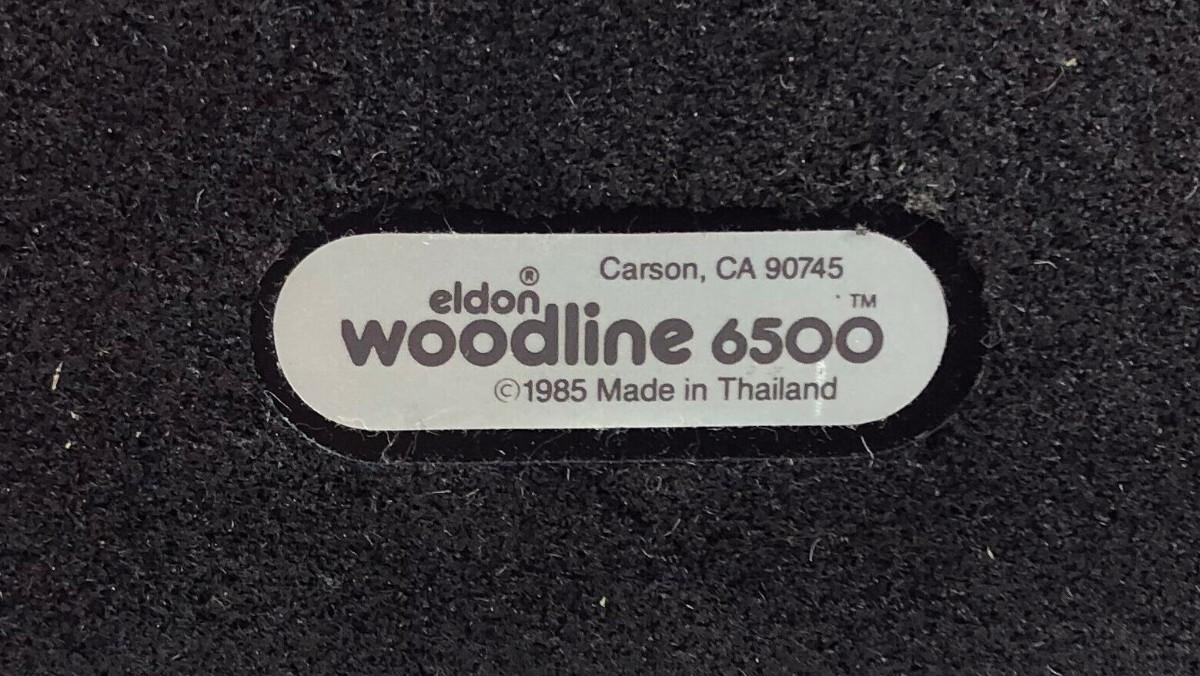 Carson, CA 90745
eldon®
woodline 6500™
©1985 Made in Thailand